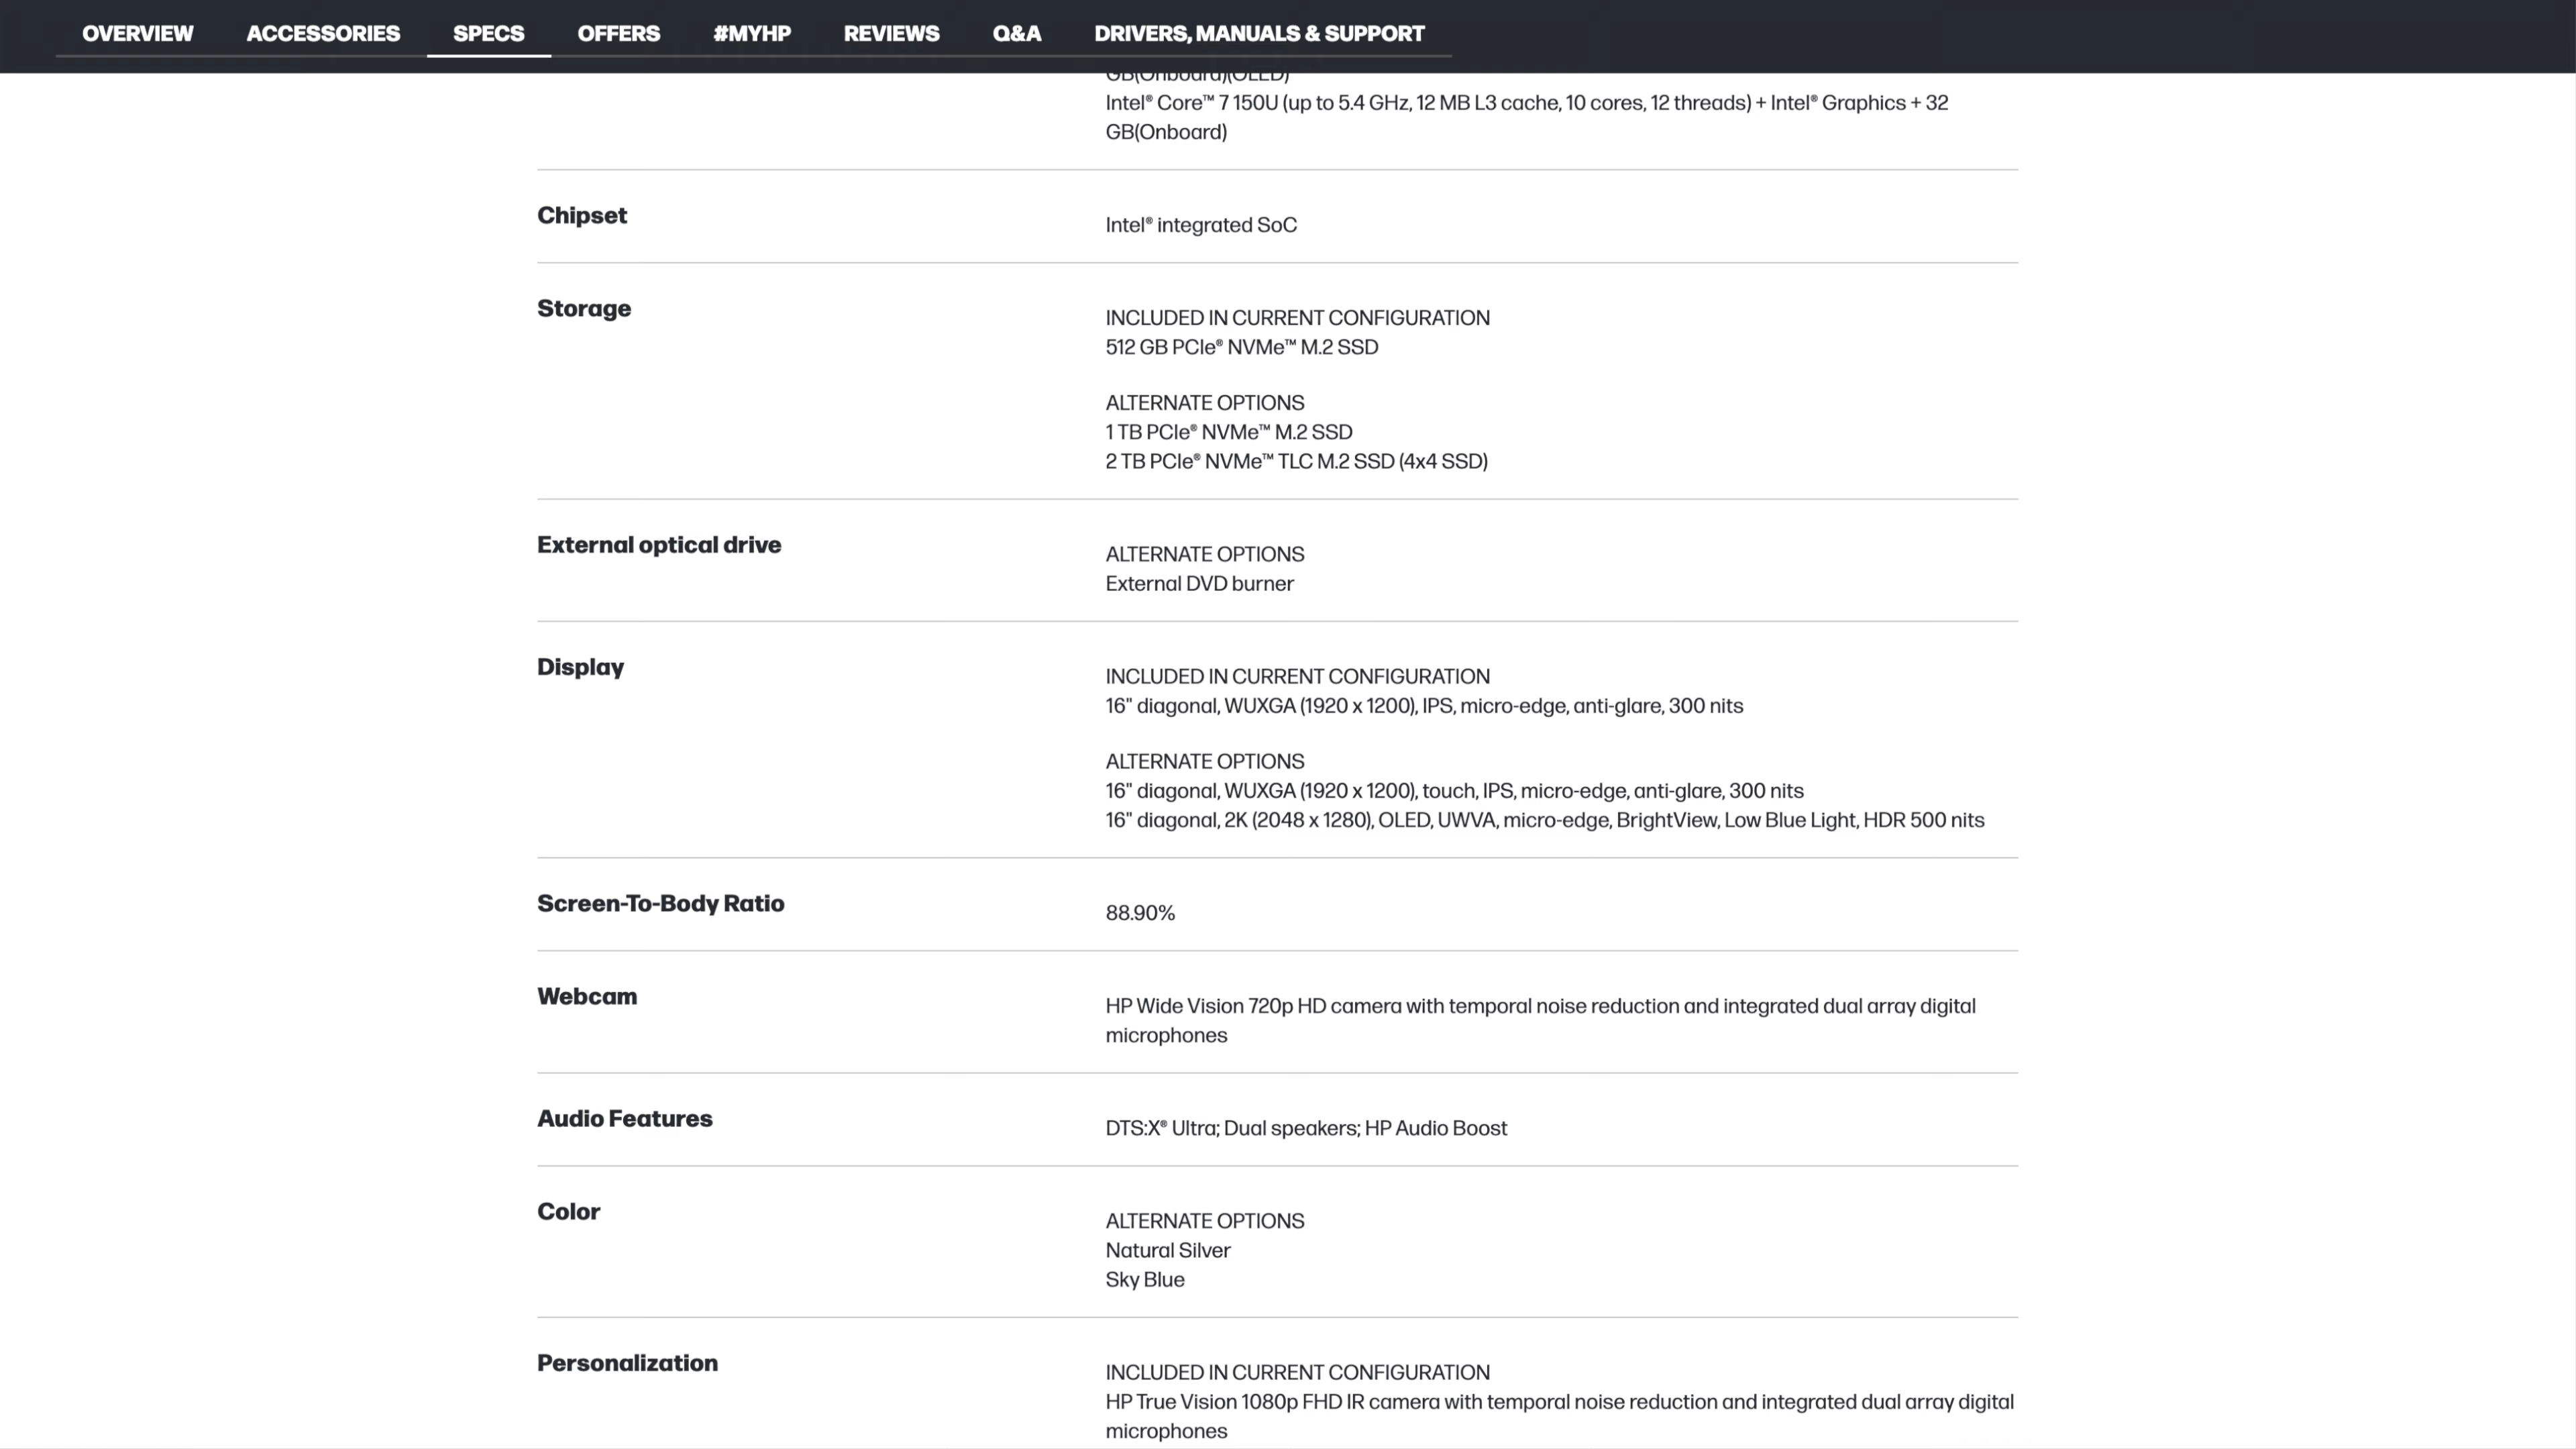 OVERVIEW ACCESSORIES SPECS OFFERS #MYHP REVIEWS Q&A DRIVERS, MANUALS & SUPPORT
GB(Onboard)(OLED)
Intel® Core™ 7 150U (up to 5.4 GHz, 12 MB L3 cache, 10 cores, 12 threads) + Intel® Graphics + 32
GB(Onboard)
Chipset
Intel® integrated SoC
Storage
INCLUDED IN CURRENT CONFIGURATION
512 GB PCIe® NVMe™ M.2 SSD
ALTERNATE OPTIONS
1 TB PCIe® NVMe™ M.2 SSD
2 TB PCIe® NVMe™ TLC M.2 SSD (4x4 SSD)
External optical drive
ALTERNATE OPTIONS
External DVD burner
Display
INCLUDED IN CURRENT CONFIGURATION
16" diagonal, WUXGA (1920 x 1200), IPS, micro-edge, anti-glare, 300 nits
ALTERNATE OPTIONS
16" diagonal, WUXGA (1920 x 1200), touch, IPS, micro-edge, anti-glare, 300 nits
16" diagonal, 2K (2048 x 1280), OLED, UWVA, micro-edge, BrightView, Low Blue Light, HDR 500 nits
Screen-To-Body Ratio
88.90%
Webcam
HP Wide Vision 720p HD camera with temporal noise reduction and integrated dual array digital
microphones
Audio Features
DTS:X® Ultra; Dual speakers; HP Audio Boost
Color
ALTERNATE OPTIONS
Natural Silver
Sky Blue
Personalization
INCLUDED IN CURRENT CONFIGURATION
HP True Vision 1080p FHD IR camera with temporal noise reduction and integrated dual array digital
microphones